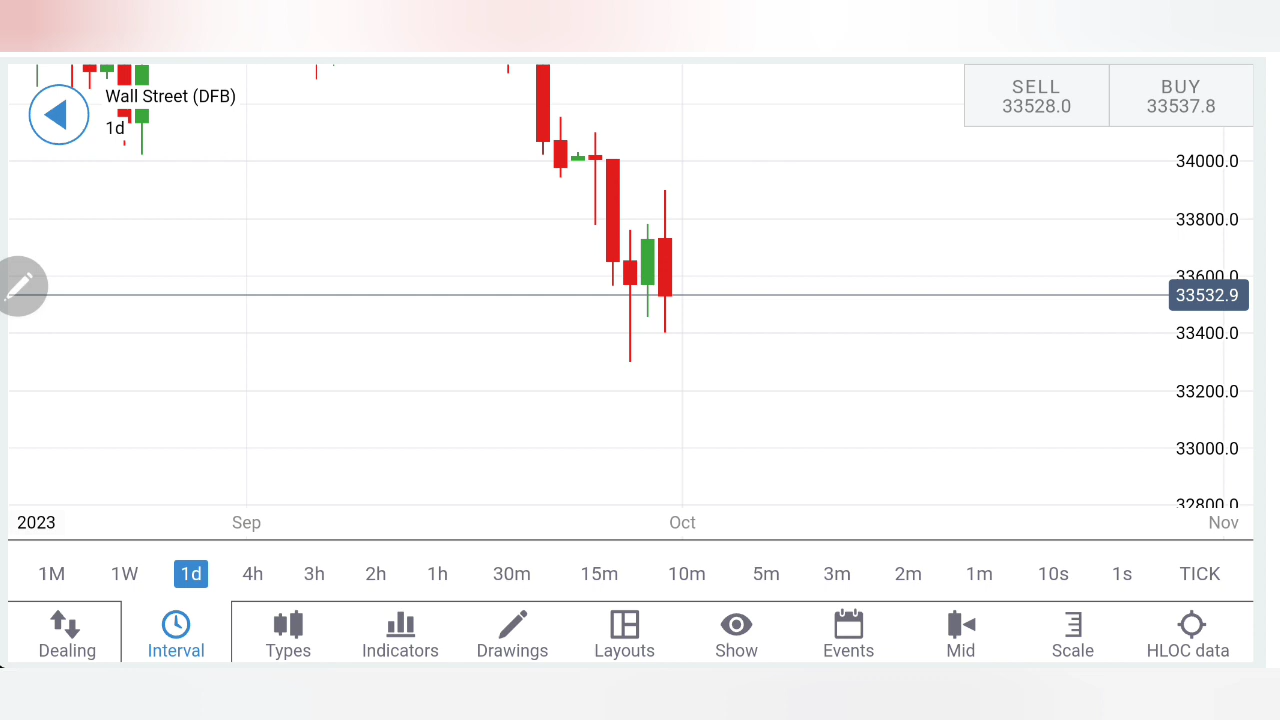 Wall Street (DFB)
1d
SELL
33528.0
BUY
33537.8
34000.0
33800.0
33600.0
33532.9
33400.0
33200.0
33000.0
32800.0
2023 Sep Oct Nov
1M 1W 1d 4h 3h 2h 1h 30m 15m 10m 5m 3m 2m 1m 10s 1s TICK
Dealing Interval Types Indicators Drawings Layouts Show Events Mid Scale HLOC data